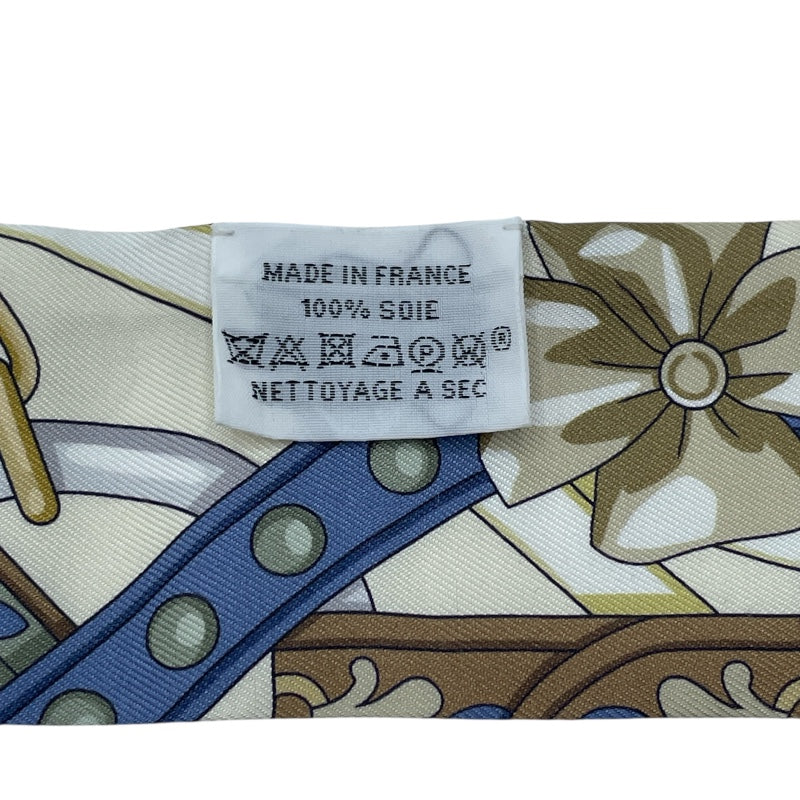 MADE IN FRANCE
100% SOIE
P ®
NETTOYAGE A SEC